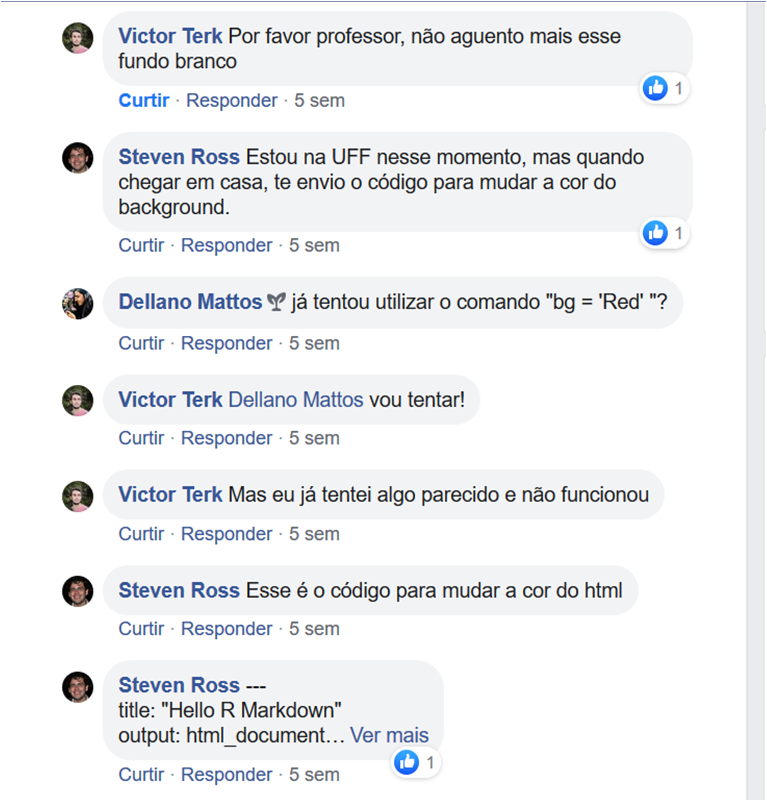 Victor Terk Por favor professor, não aguento mais esse
fundo branco
1
Curtir · Responder · 5 sem
Steven Ross Estou na UFF nesse momento, mas quando
chegar em casa, te envio o código para mudar a cor do
background.
1
Curtir · Responder · 5 sem
Dellano Mattos já tentou utilizar o comando "bg = 'Red' "?
Curtir · Responder · 5 sem
Victor Terk Dellano Mattos vou tentar!
Curtir · Responder · 5 sem
Victor Terk Mas eu já tentei algo parecido e não funcionou
Curtir · Responder · 5 sem
Steven Ross Esse é o código para mudar a cor do html
Curtir · Responder · 5 sem
Steven Ross ---
title: "Hello R Markdown"
output: html_document… Ver mais
1
Curtir · Responder · 5 sem